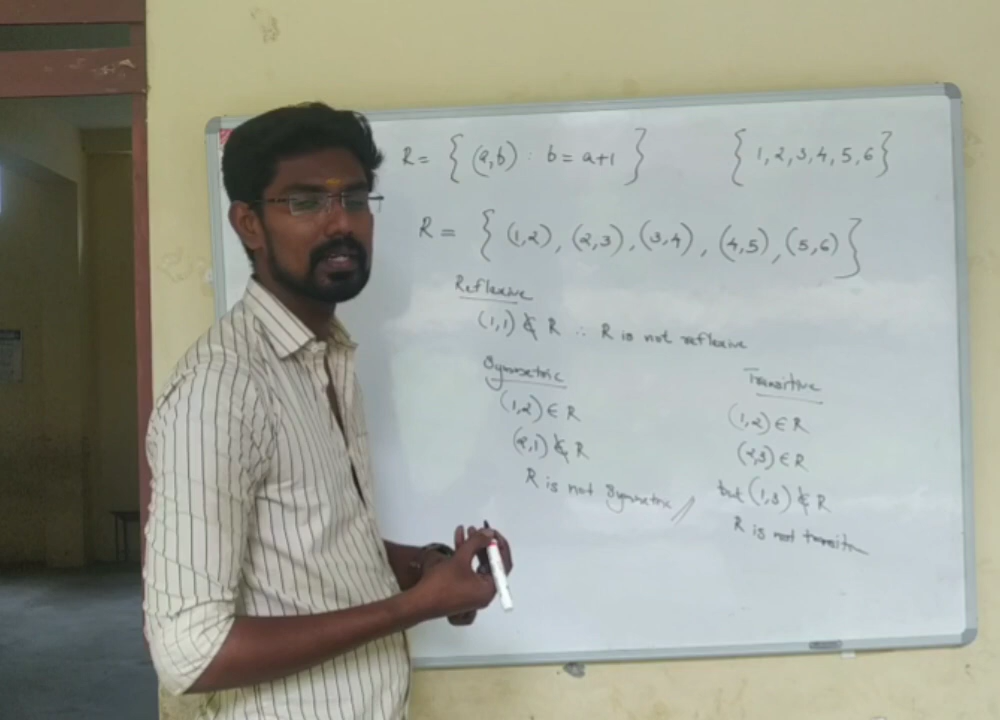 R = { (a,b) : b = a+1 } { 1, 2, 3, 4, 5, 6 }
R = { (1,2), (2,3), (3,4), (4,5), (5,6) }
Reflexive
(1,1) ∉ R ∴ R is not reflexive
Symmetric
(1,2) ∈ R
(2,1) ∉ R
R is not Symmetric //
Transitive
(1,2) ∈ R
(2,3) ∈ R
but (1,3) ∉ R
R is not transitiv